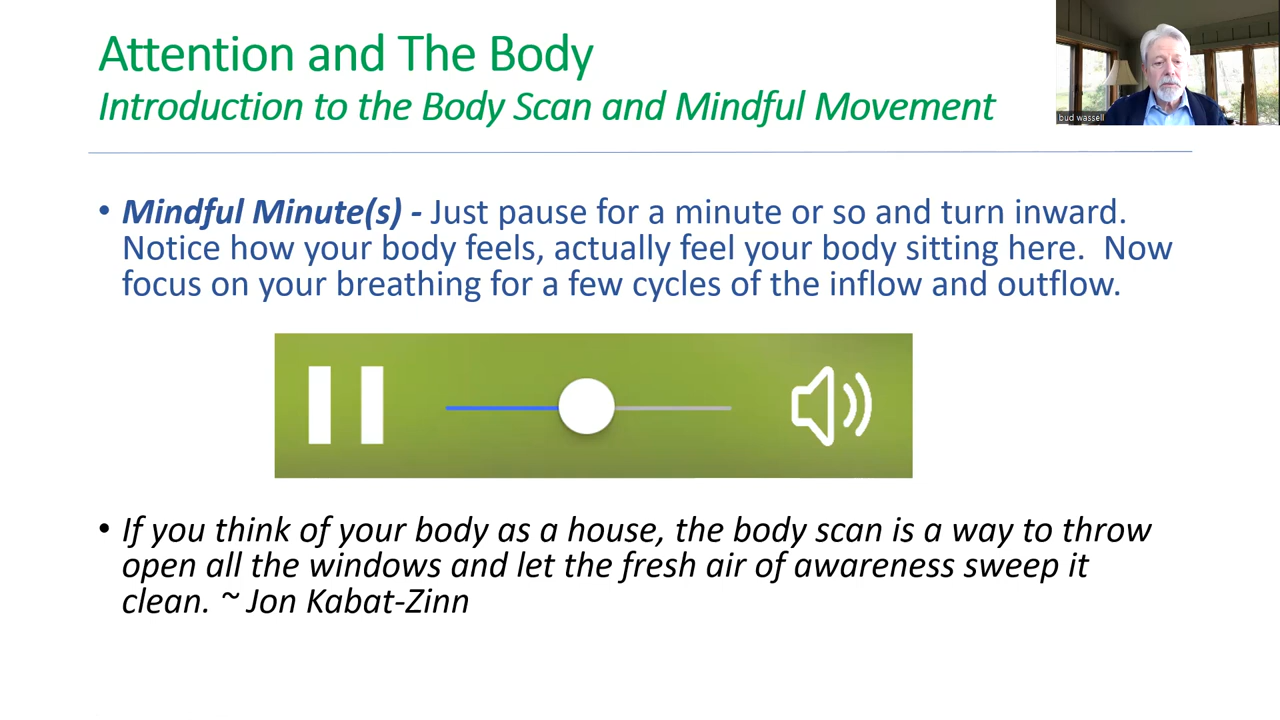 Attention and The Body
Introduction to the Body Scan and Mindful Movement
bud wassell
• Mindful Minute(s) - Just pause for a minute or so and turn inward.
Notice how your body feels, actually feel your body sitting here.  Now
focus on your breathing for a few cycles of the inflow and outflow.
• If you think of your body as a house, the body scan is a way to throw
open all the windows and let the fresh air of awareness sweep it
clean. ~ Jon Kabat-Zinn